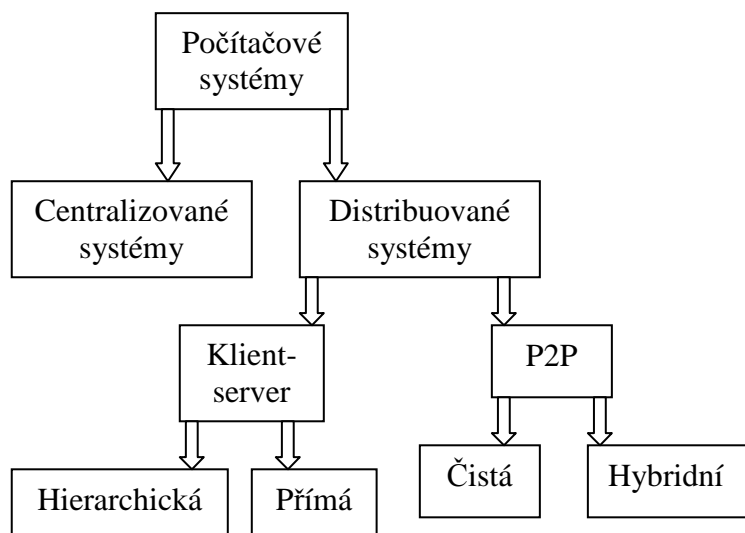 Počítačové
systémy
Centralizované
systémy
Distribuované
systémy
Klient-
server
P2P
Hierarchická
Přímá
Čistá
Hybridní